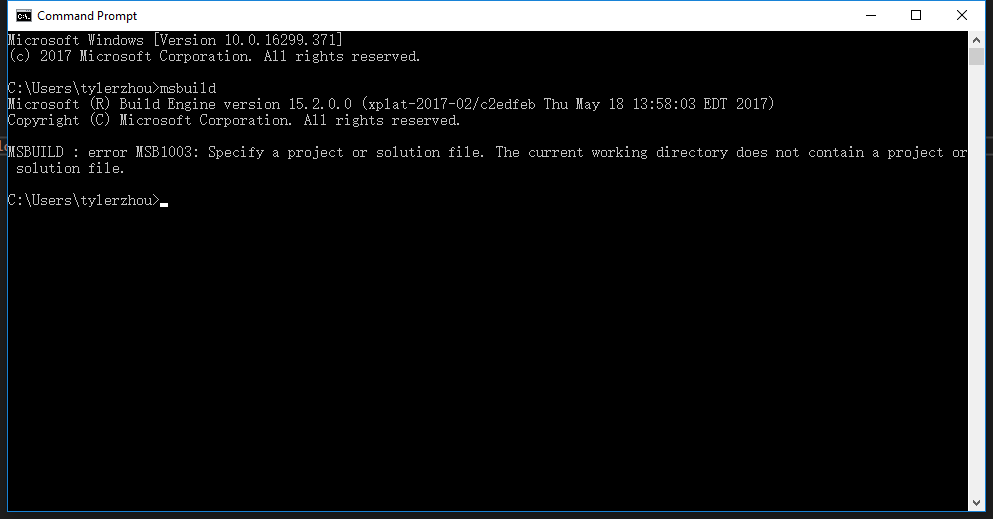 Command Prompt
Microsoft Windows [Version 10.0.16299.371]
(c) 2017 Microsoft Corporation. All rights reserved.
C:\Users\tylerzhou>msbuild
Microsoft (R) Build Engine version 15.2.0.0 (xplat-2017-02/c2edfeb Thu May 18 13:58:03 EDT 2017)
Copyright (C) Microsoft Corporation. All rights reserved.
MSBUILD : error MSB1003: Specify a project or solution file. The current working directory does not contain a project or
solution file.
C:\Users\tylerzhou>